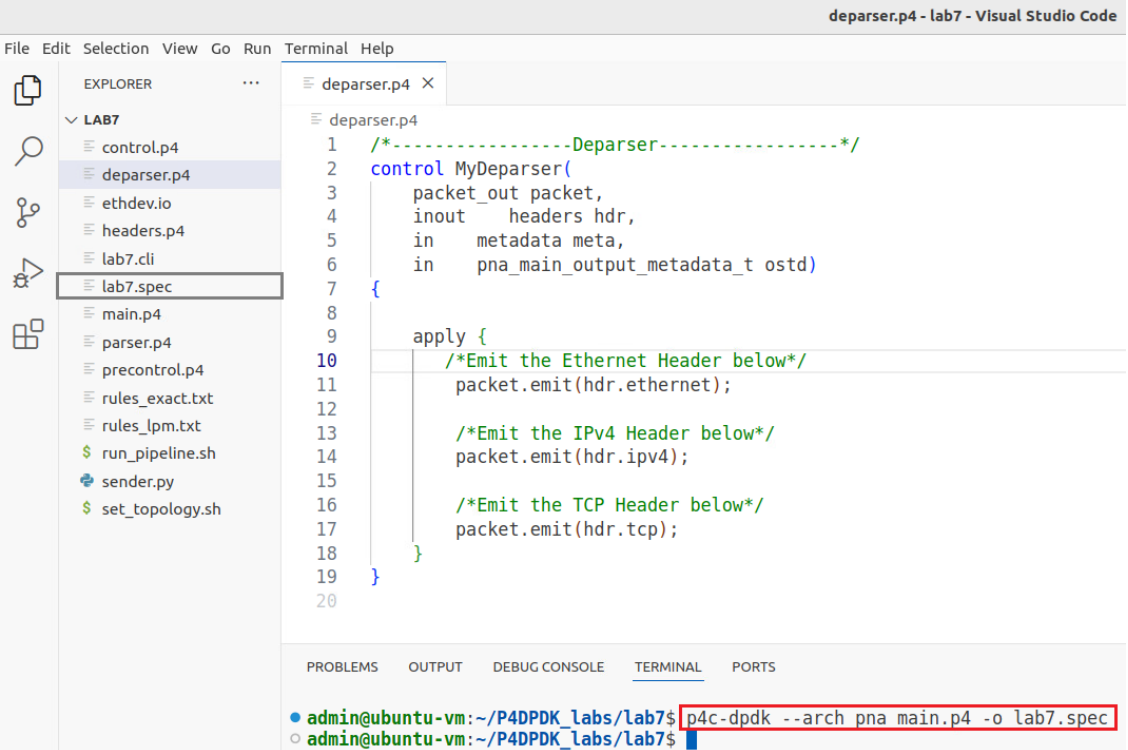 deparser.p4 - lab7 - Visual Studio Code
File Edit Selection View Go Run Terminal Help
EXPLORER ...
LAB7
control.p4
deparser.p4
ethdev.io
headers.p4
lab7.cli
lab7.spec
main.p4
parser.p4
precontrol.p4
rules_exact.txt
rules_lpm.txt
$ run_pipeline.sh
sender.py
$ set_topology.sh
deparser.p4 ×
deparser.p4
1 /*-----------------Deparser-----------------*/
2 control MyDeparser(
3     packet_out packet,
4     inout    headers hdr,
5     in    metadata meta,
6     in    pna_main_output_metadata_t ostd)
7 {
8
9     apply {
10        /*Emit the Ethernet Header below*/
11         packet.emit(hdr.ethernet);
12
13         /*Emit the IPv4 Header below*/
14         packet.emit(hdr.ipv4);
15
16         /*Emit the TCP Header below*/
17         packet.emit(hdr.tcp);
18     }
19 }
20
PROBLEMS OUTPUT DEBUG CONSOLE TERMINAL PORTS
admin@ubuntu-vm:~/P4DPDK_labs/lab7$ p4c-dpdk --arch pna main.p4 -o lab7.spec
admin@ubuntu-vm:~/P4DPDK_labs/lab7$